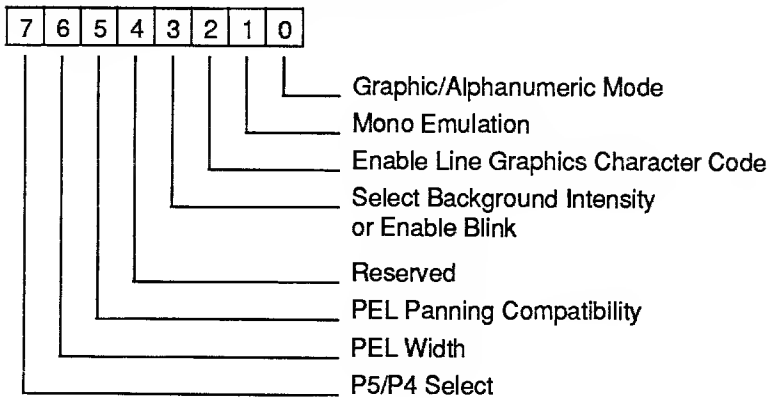 7 6 5 4 3 2 1 0
Graphic/Alphanumeric Mode
Mono Emulation
Enable Line Graphics Character Code
Select Background Intensity
or Enable Blink
Reserved
PEL Panning Compatibility
PEL Width
P5/P4 Select